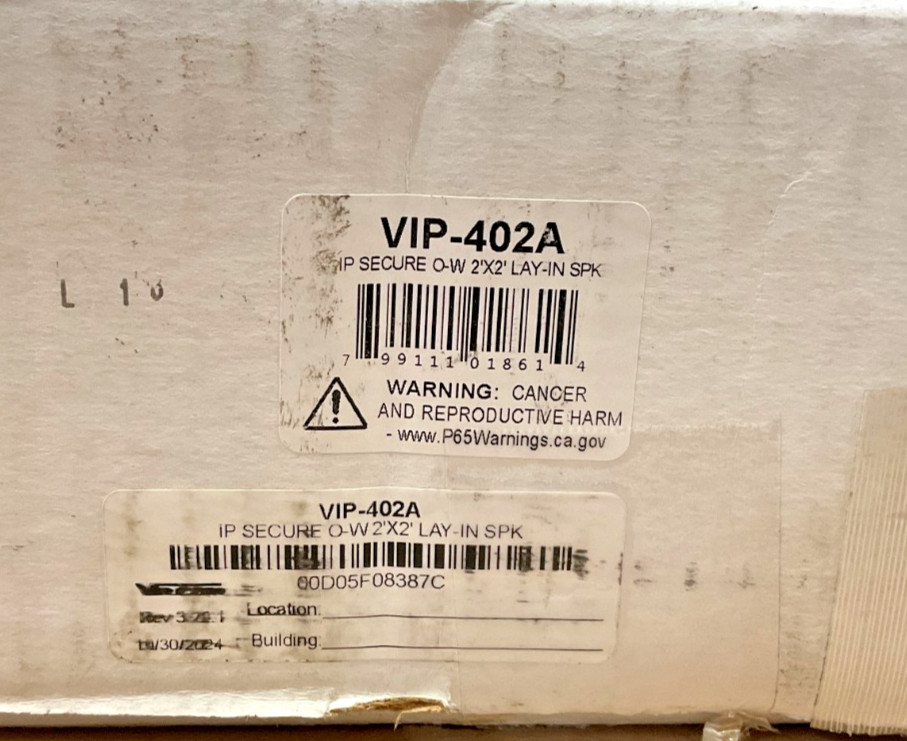 L 10
VIP-402A
IP SECURE O-W 2'X2' LAY-IN SPK
7 99111 01861 4
WARNING: CANCER
AND REPRODUCTIVE HARM
- www.P65Warnings.ca.gov
VIP-402A
IP SECURE O-W 2'X2' LAY-IN SPK
00D05F08387C
Location:
Building:
10/30/2024